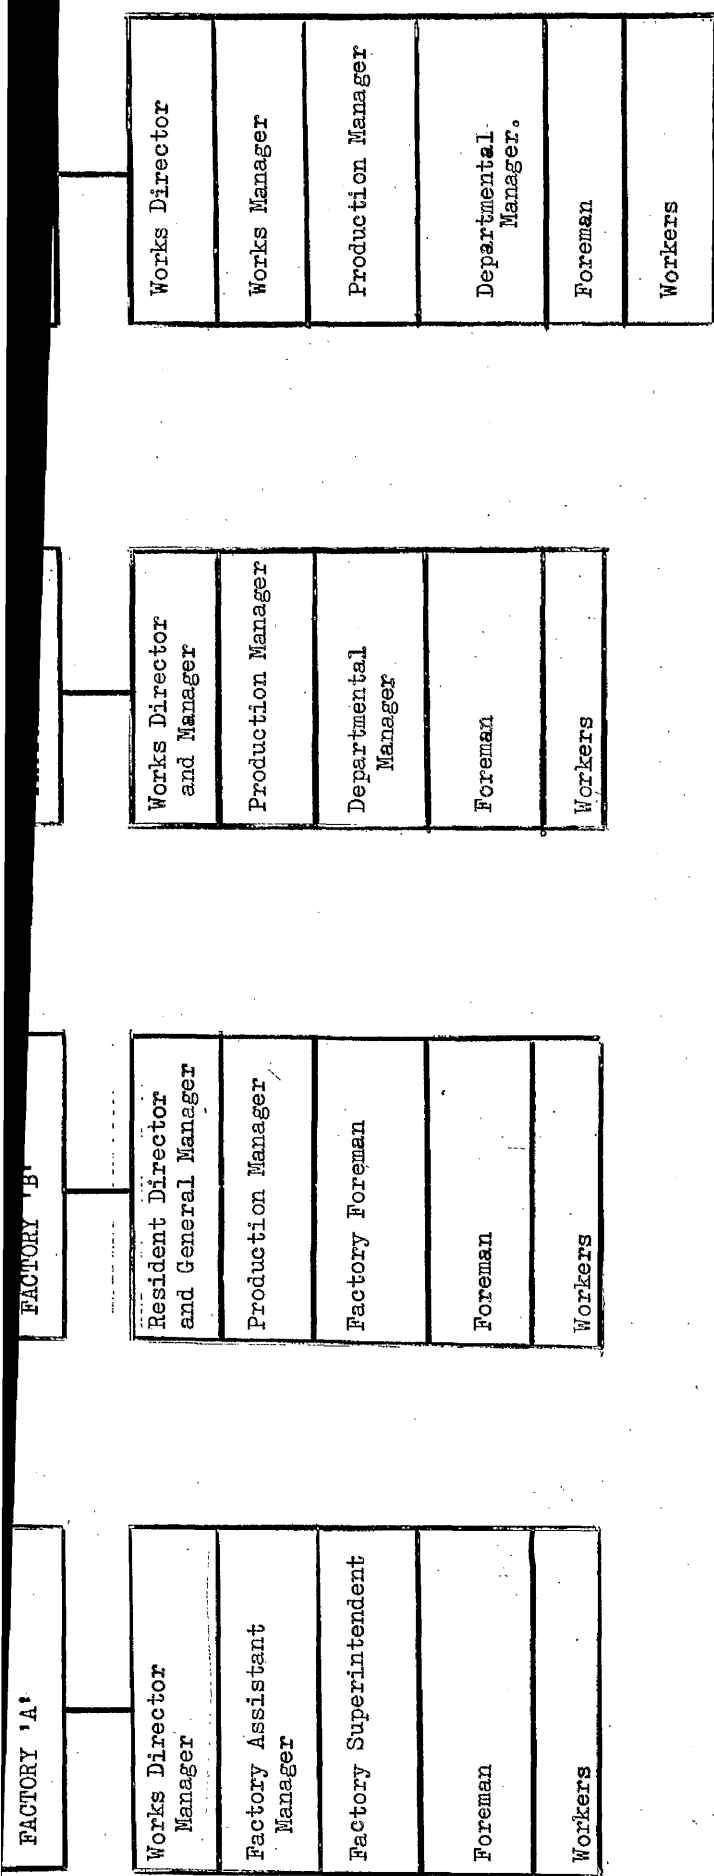 FACTORY 'A'
Works Director
Manager
Factory Assistant
Manager
Factory Superintendent
Foreman
Workers
FACTORY 'B'
Resident Director
and General Manager
Production Manager
Factory Foreman
Foreman
Workers
Works Director
and Manager
Production Manager
Departmental
Manager
Foreman
Workers
Works Director
Works Manager
Production Manager
Departmental
Manager.
Foreman
Workers